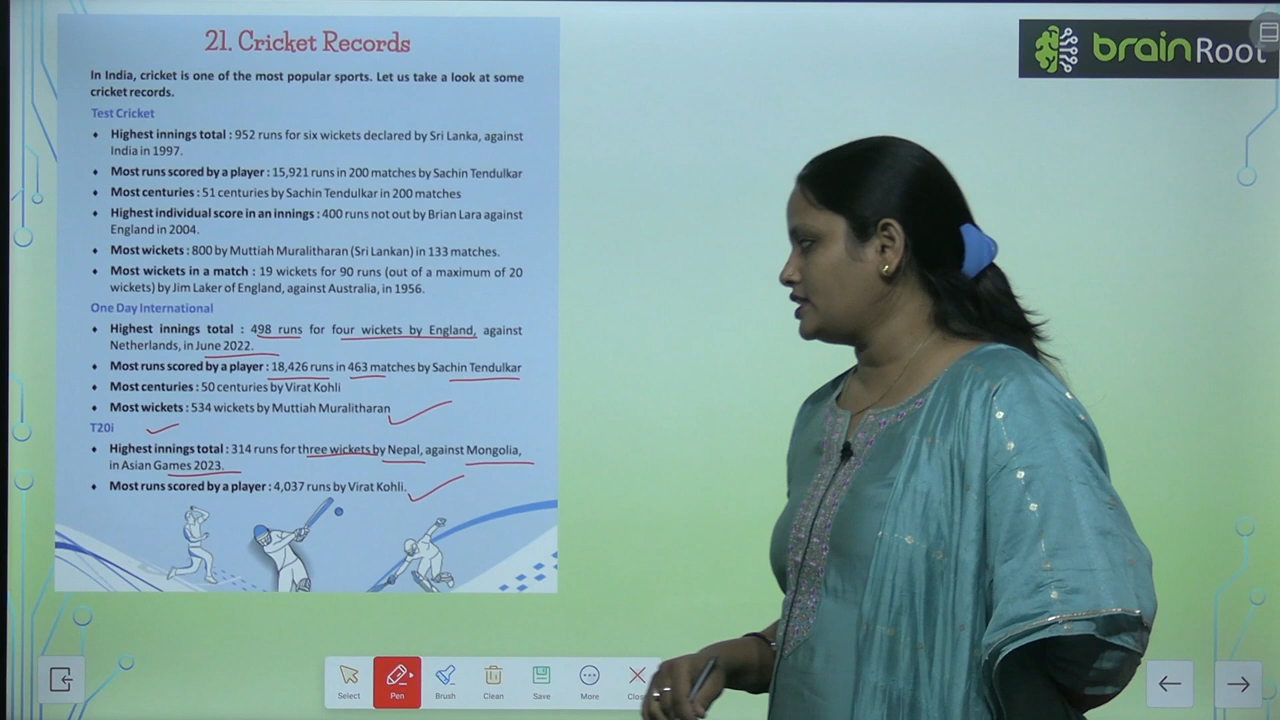 21. Cricket Records
brainRoot
In India, cricket is one of the most popular sports. Let us take a look at some
cricket records.
Test Cricket
♦ Highest innings total : 952 runs for six wickets declared by Sri Lanka, against
India in 1997.
♦ Most runs scored by a player : 15,921 runs in 200 matches by Sachin Tendulkar
♦ Most centuries : 51 centuries by Sachin Tendulkar in 200 matches
♦ Highest individual score in an innings : 400 runs not out by Brian Lara against
England in 2004.
♦ Most wickets : 800 by Muttiah Muralitharan (Sri Lankan) in 133 matches.
♦ Most wickets in a match : 19 wickets for 90 runs (out of a maximum of 20
wickets) by Jim Laker of England, against Australia, in 1956.
One Day International
♦ Highest innings total : 498 runs for four wickets by England, against
Netherlands, in June 2022.
♦ Most runs scored by a player : 18,426 runs in 463 matches by Sachin Tendulkar
♦ Most centuries : 50 centuries by Virat Kohli
♦ Most wickets : 534 wickets by Muttiah Muralitharan
T20i
♦ Highest innings total : 314 runs for three wickets by Nepal, against Mongolia,
in Asian Games 2023.
♦ Most runs scored by a player : 4,037 runs by Virat Kohli.
Select Pen Brush Clean Save More Clos